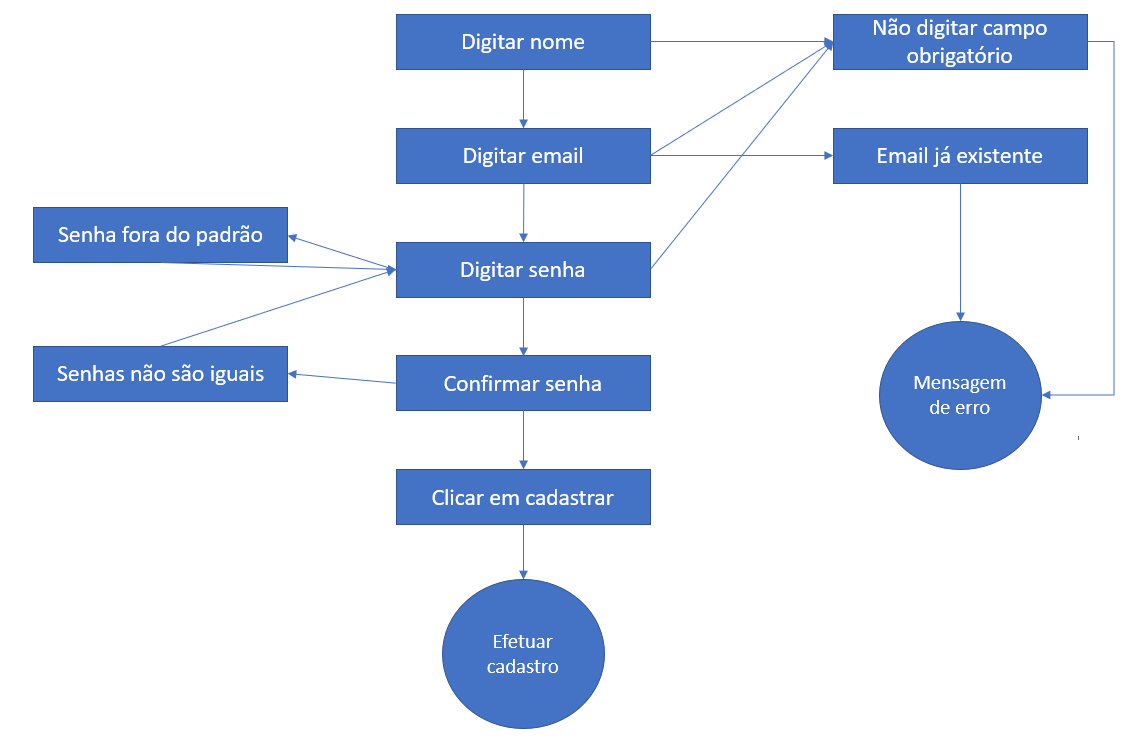 Digitar nome
Não digitar campo
obrigatório
Digitar email
Email já existente
Senha fora do padrão
Digitar senha
Senhas não são iguais
Confirmar senha
Mensagem
de erro
Clicar em cadastrar
Efetuar
cadastro